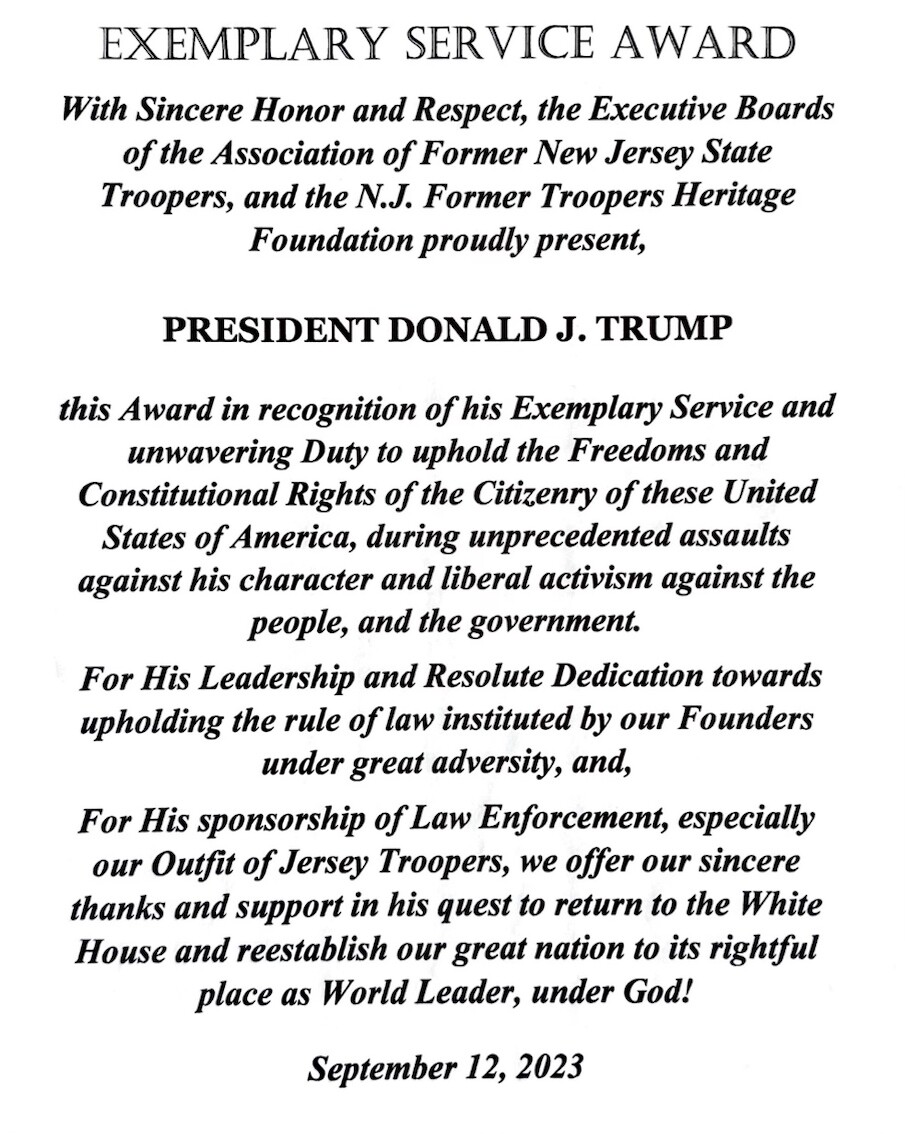 EXEMPLARY SERVICE AWARD
With Sincere Honor and Respect, the Executive Boards
of the Association of Former New Jersey State
Troopers, and the N.J. Former Troopers Heritage
Foundation proudly present,
PRESIDENT DONALD J. TRUMP
this Award in recognition of his Exemplary Service and
unwavering Duty to uphold the Freedoms and
Constitutional Rights of the Citizenry of these United
States of America, during unprecedented assaults
against his character and liberal activism against the
people, and the government.
For His Leadership and Resolute Dedication towards
upholding the rule of law instituted by our Founders
under great adversity, and,
For His sponsorship of Law Enforcement, especially
our Outfit of Jersey Troopers, we offer our sincere
thanks and support in his quest to return to the White
House and reestablish our great nation to its rightful
place as World Leader, under God!
September 12, 2023